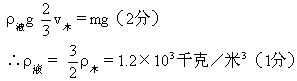 ρ液g 2/3 v木 = mg（2分）
∴ρ液 = 3/2 ρ木 = 1.2×10³千克／米³（1分）